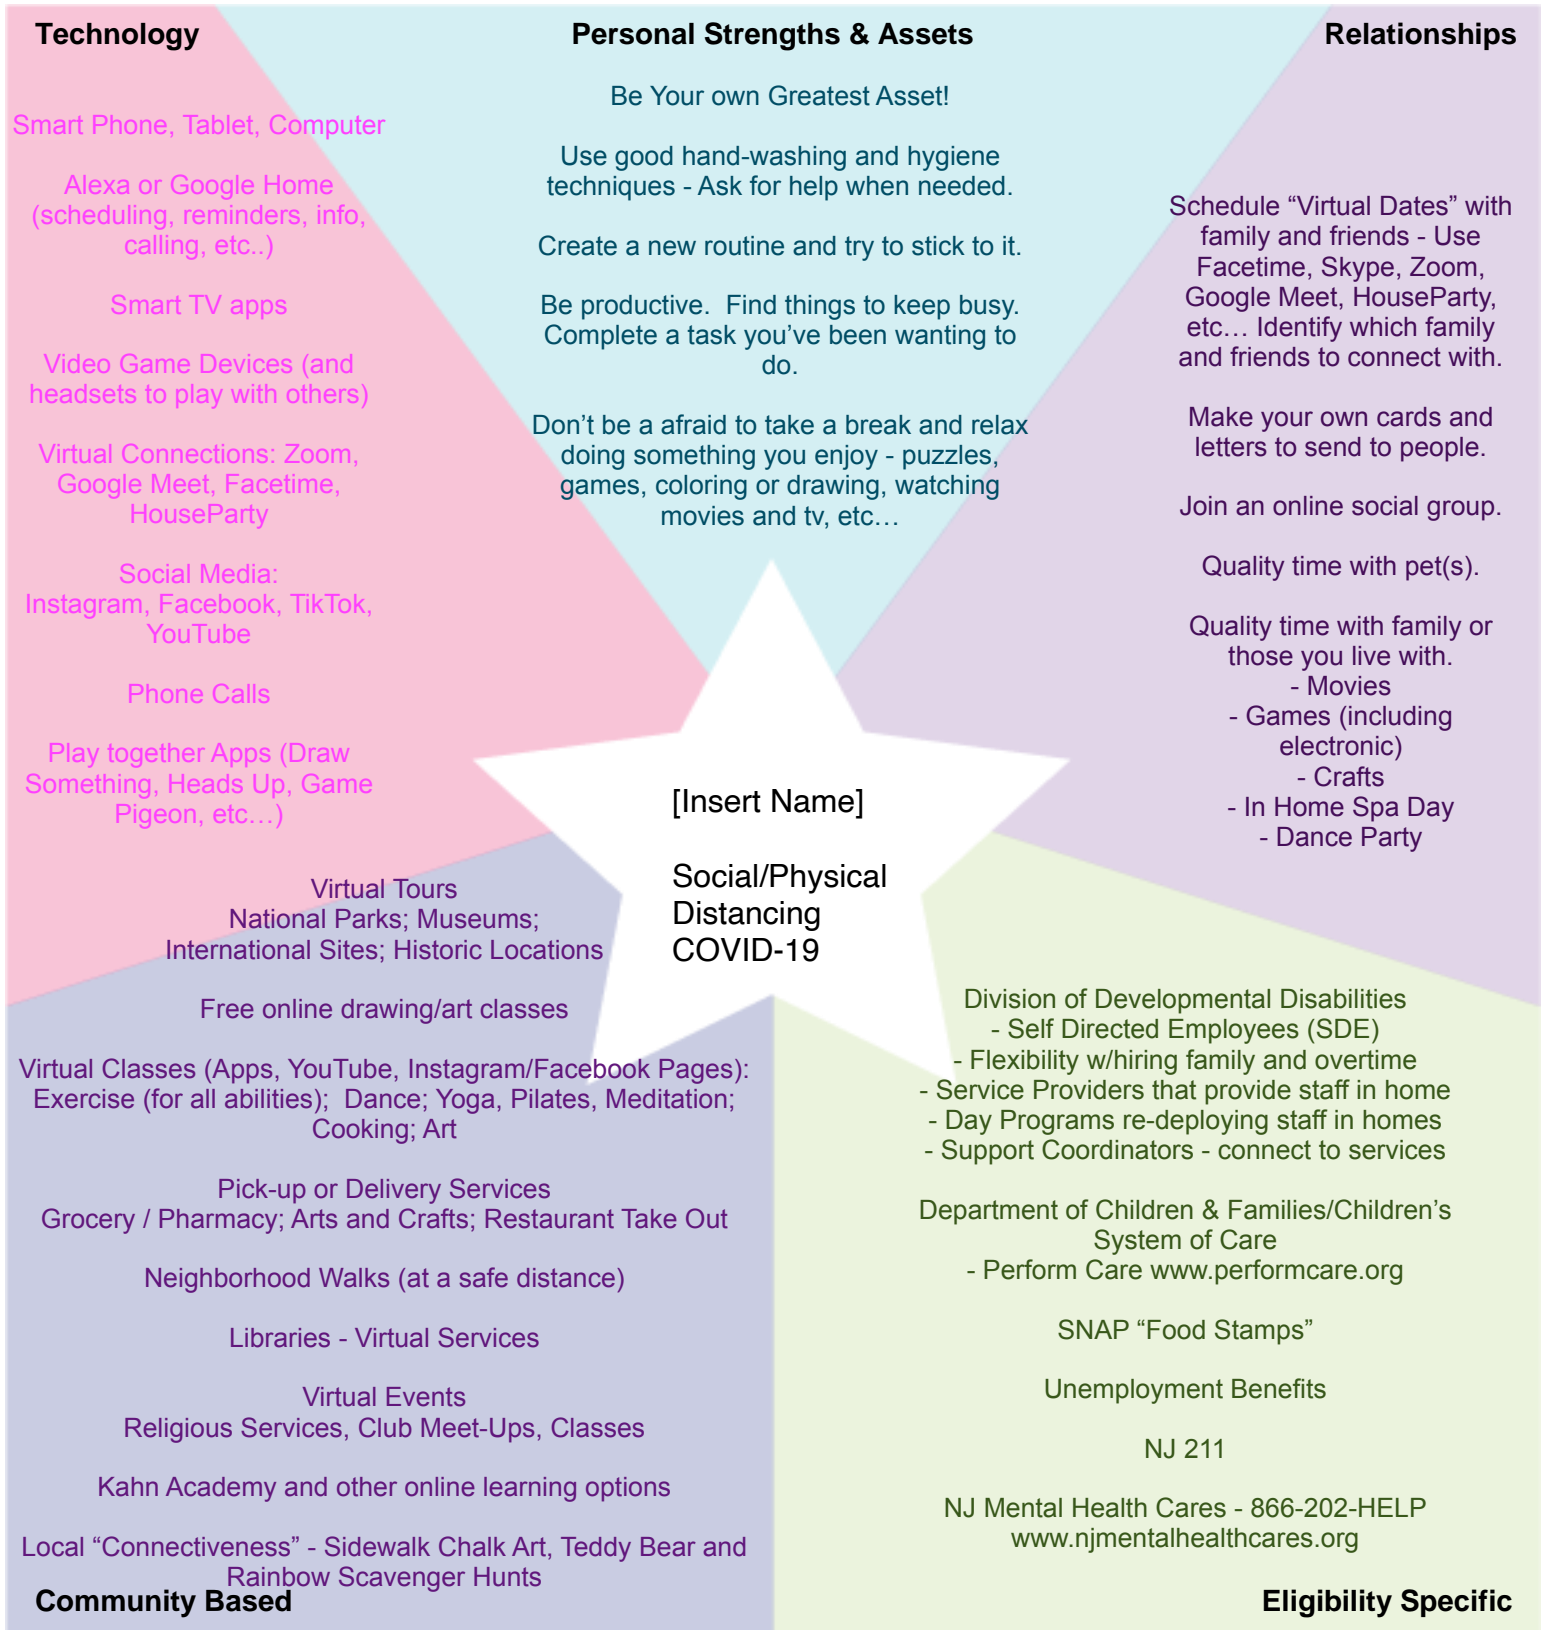 Technology
Smart Phone, Tablet, Computer
Alexa or Google Home
(scheduling, reminders, info,
calling, etc..)
Smart TV apps
Video Game Devices (and
headsets to play with others)
Virtual Connections: Zoom,
Google Meet, Facetime,
HouseParty
Social Media:
Instagram, Facebook, TikTok,
YouTube
Phone Calls
Play together Apps (Draw
Something, Heads Up, Game
Pigeon, etc…)
Personal Strengths & Assets
Be Your own Greatest Asset!
Use good hand-washing and hygiene
techniques - Ask for help when needed.
Create a new routine and try to stick to it.
Be productive.  Find things to keep busy.
Complete a task you’ve been wanting to
do.
Don’t be a afraid to take a break and relax
doing something you enjoy - puzzles,
games, coloring or drawing, watching
movies and tv, etc…
Relationships
Schedule “Virtual Dates” with
family and friends - Use
Facetime, Skype, Zoom,
Google Meet, HouseParty,
etc… Identify which family
and friends to connect with.
Make your own cards and
letters to send to people.
Join an online social group.
Quality time with pet(s).
Quality time with family or
those you live with.
- Movies
- Games (including
electronic)
- Crafts
- In Home Spa Day
- Dance Party
[Insert Name]
Social/Physical
Distancing
COVID-19
Virtual Tours
National Parks; Museums;
International Sites; Historic Locations
Free online drawing/art classes
Virtual Classes (Apps, YouTube, Instagram/Facebook Pages):
Exercise (for all abilities);  Dance; Yoga, Pilates, Meditation;
Cooking; Art
Pick-up or Delivery Services
Grocery / Pharmacy; Arts and Crafts; Restaurant Take Out
Neighborhood Walks (at a safe distance)
Libraries - Virtual Services
Virtual Events
Religious Services, Club Meet-Ups, Classes
Kahn Academy and other online learning options
Local “Connectiveness” - Sidewalk Chalk Art, Teddy Bear and
Rainbow Scavenger Hunts
Community Based
Division of Developmental Disabilities
- Self Directed Employees (SDE)
- Flexibility w/hiring family and overtime
- Service Providers that provide staff in home
- Day Programs re-deploying staff in homes
- Support Coordinators - connect to services
Department of Children & Families/Children’s
System of Care
- Perform Care www.performcare.org
SNAP “Food Stamps”
Unemployment Benefits
NJ 211
NJ Mental Health Cares - 866-202-HELP
www.njmentalhealthcares.org
Eligibility Specific